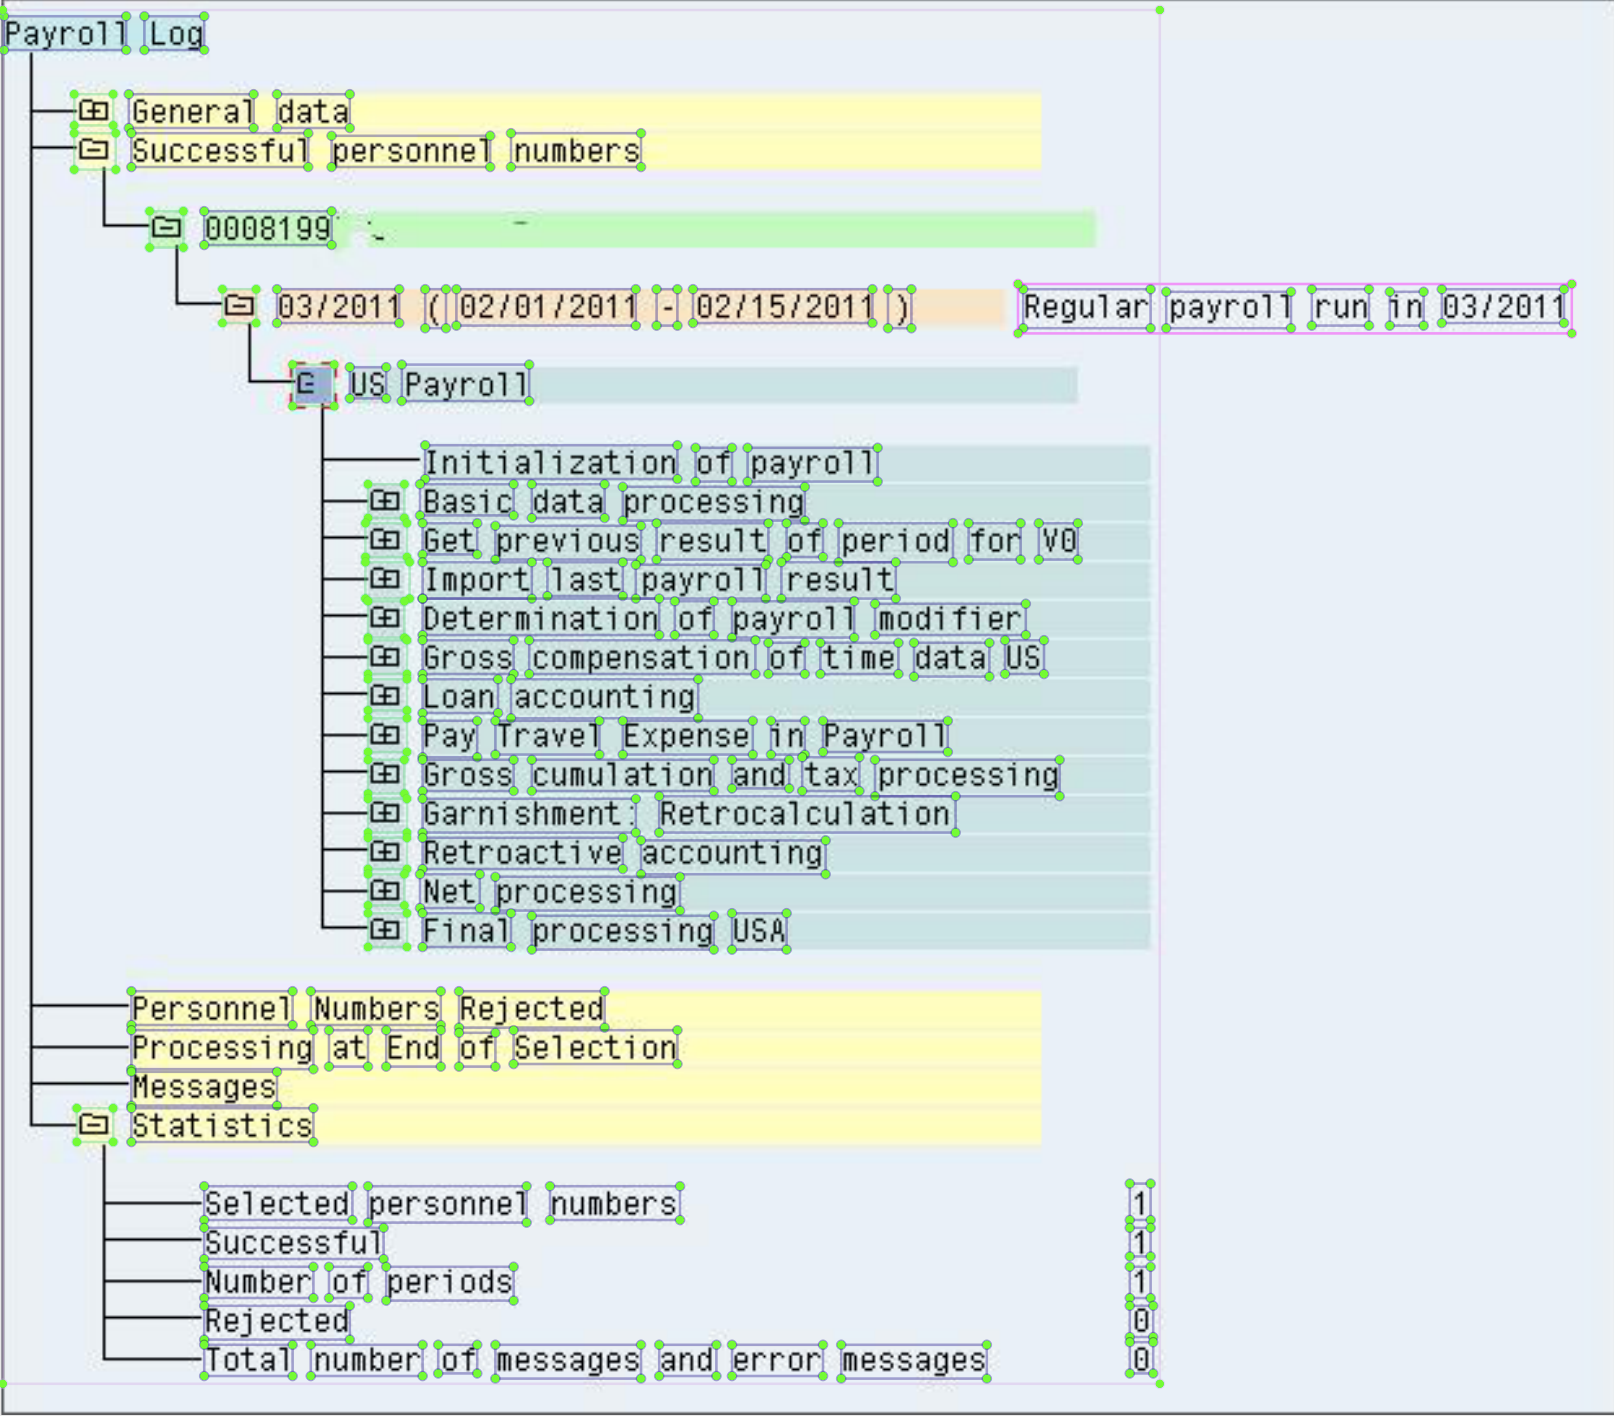 Payroll Log
General data
Successful personnel numbers
0008199
03/2011 ( 02/01/2011 - 02/15/2011 ) Regular payroll run in 03/2011
US Payroll
Initialization of payroll
Basic data processing
Get previous result of period for V0
Import last payroll result
Determination of payroll modifier
Gross compensation of time data US
Loan accounting
Pay Travel Expense in Payroll
Gross cumulation and tax processing
Garnishment: Retrocalculation
Retroactive accounting
Net processing
Final processing USA
Personnel Numbers Rejected
Processing at End of Selection
Messages
Statistics
Selected personnel numbers 1
Successful 1
Number of periods 1
Rejected 0
Total number of messages and error messages 0